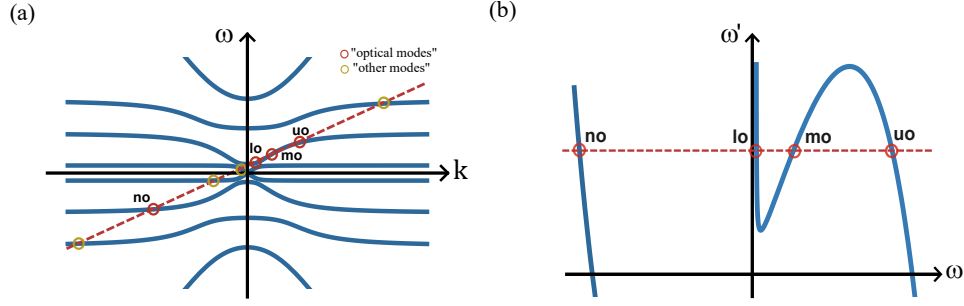 (a)
ω
"optical modes"
"other modes"
uo
lo
mo
k
no
(b)
ω'
no
lo
mo
uo
ω